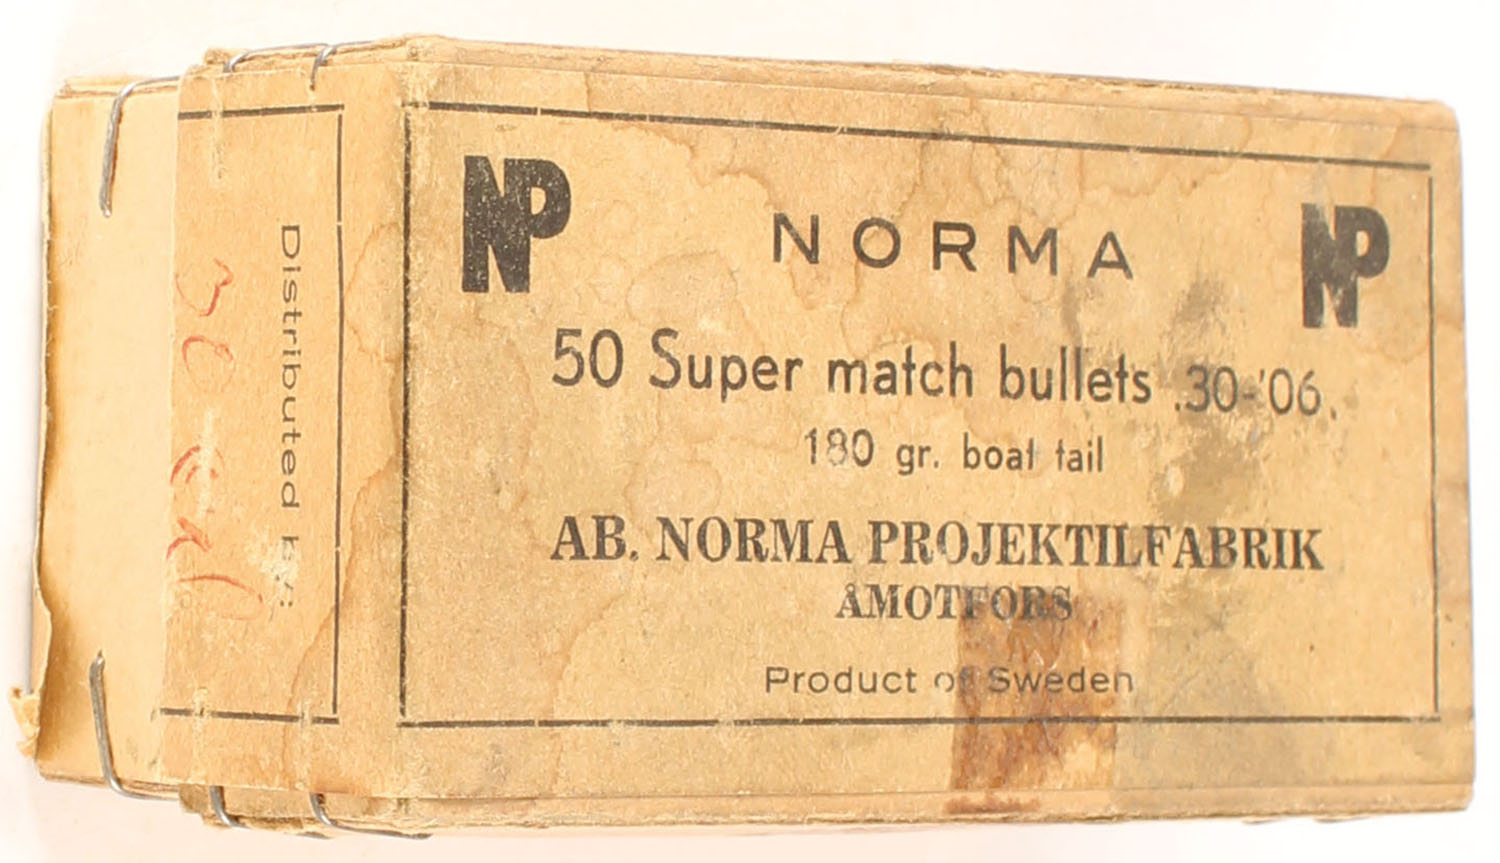 Distributed by:
NP
NORMA
NP
50 Super match bullets .30-'06.
180 gr. boat tail
AB. NORMA PROJEKTILFABRIK
ÅMOTFORS
Product of Sweden